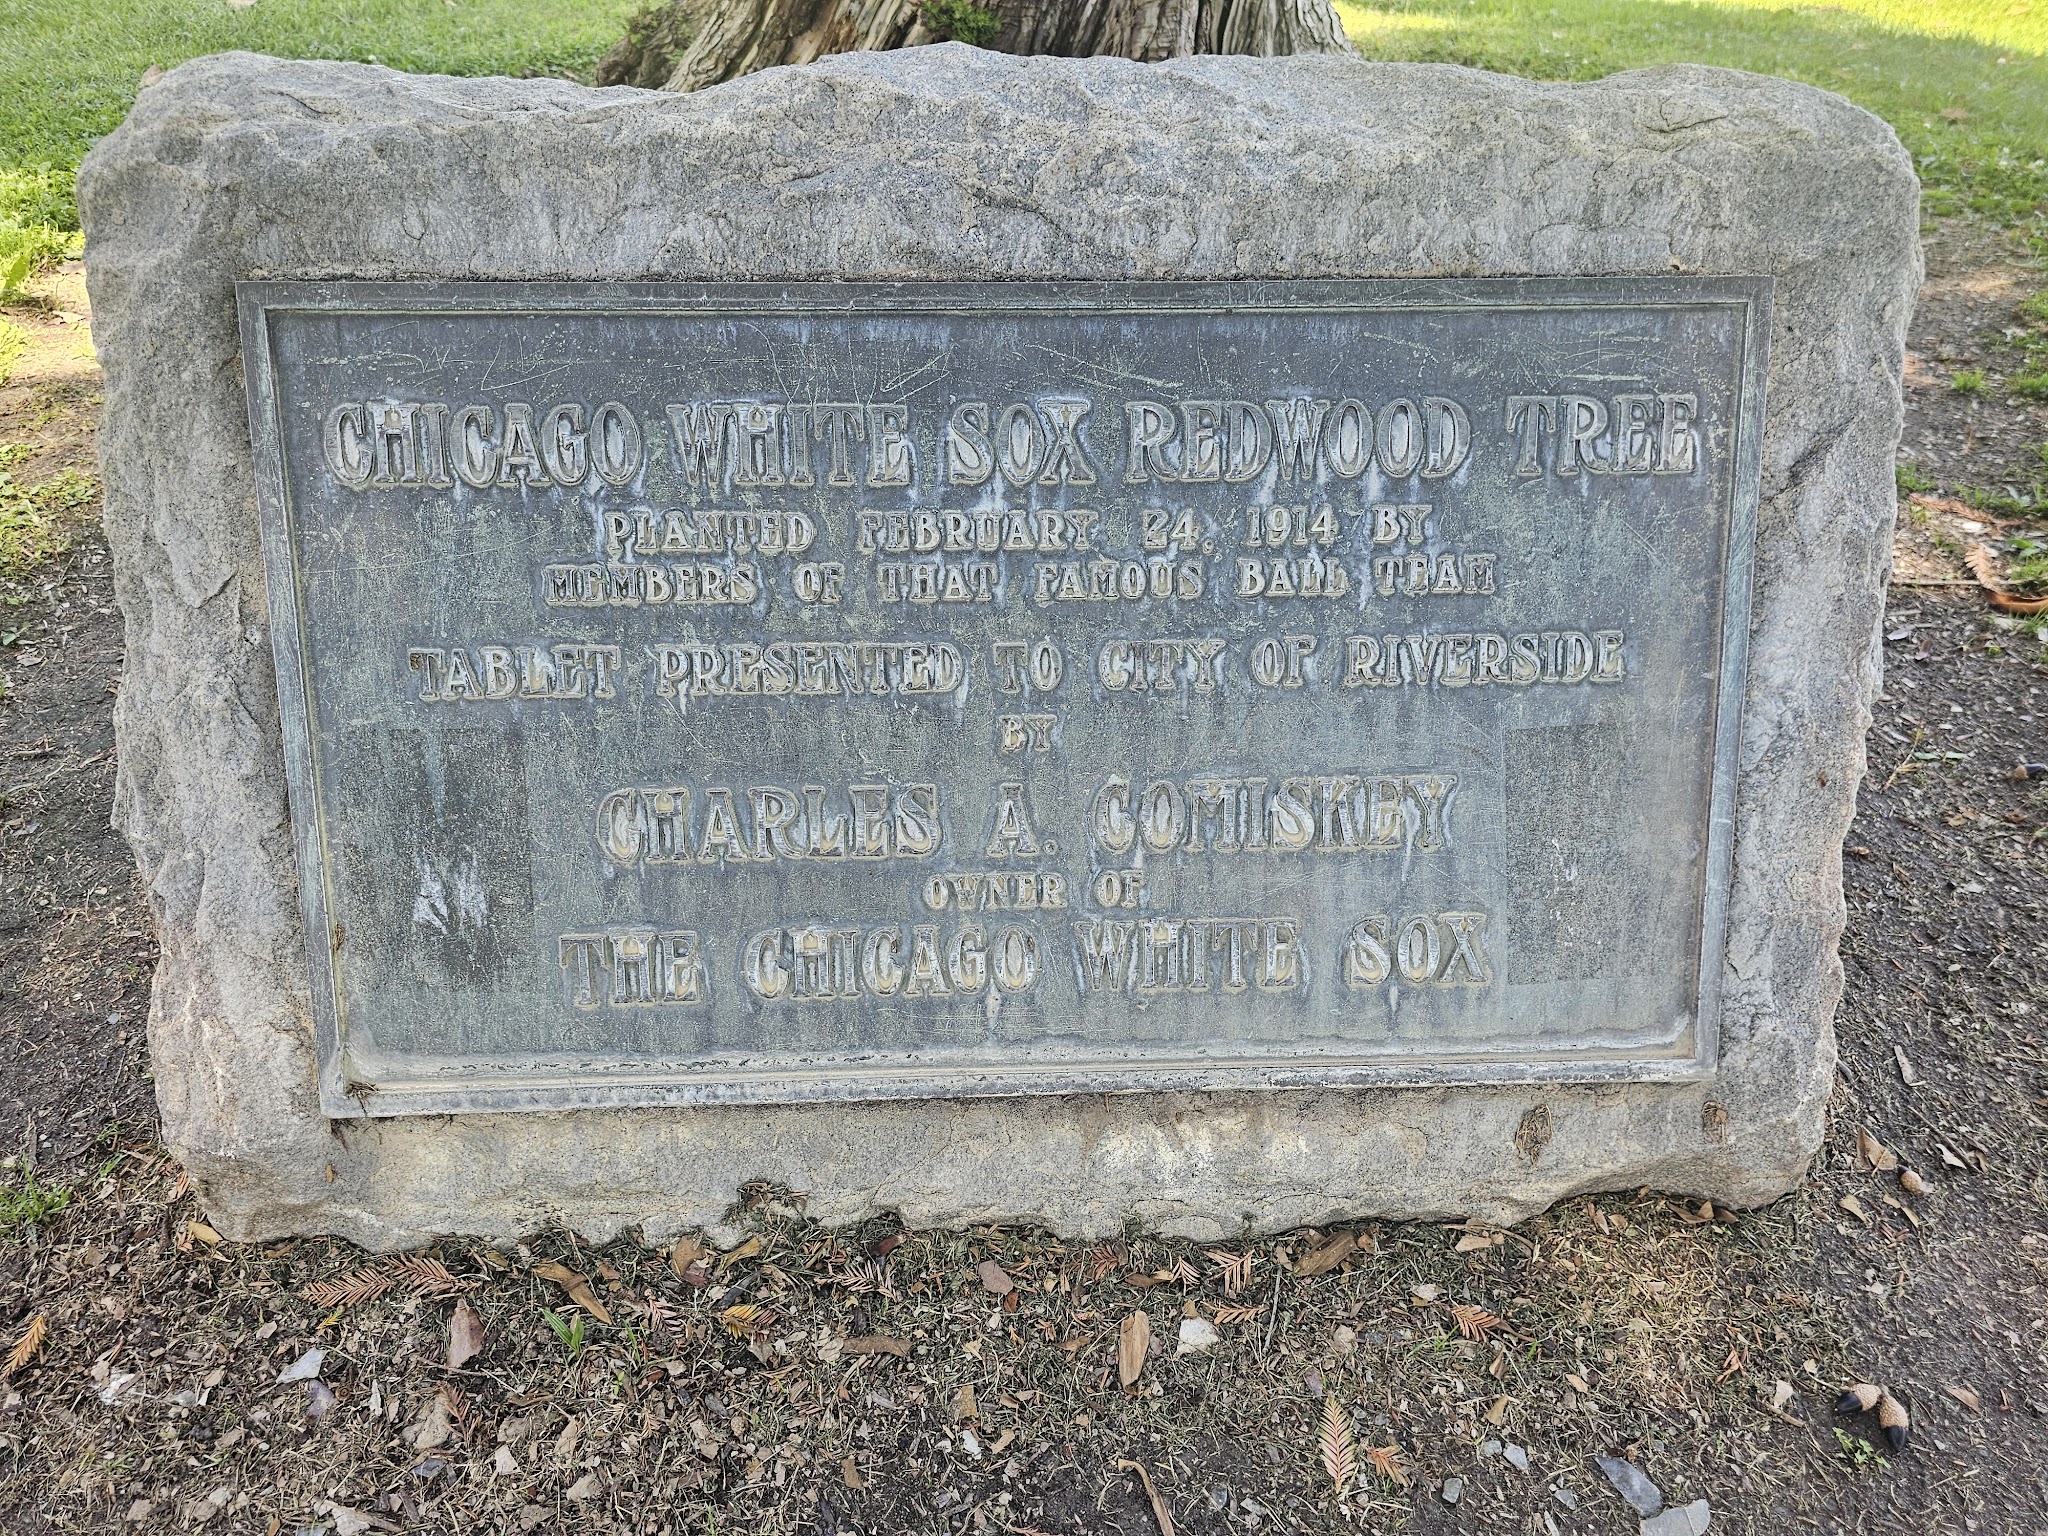 CHICAGO WHITE SOX REDWOOD TREE
PLANTED FEBRUARY 24, 1914 BY
MEMBERS OF THAT FAMOUS BALL TEAM
TABLET PRESENTED TO CITY OF RIVERSIDE
BY
CHARLES A. COMISKEY
OWNER OF
THE CHICAGO WHITE SOX